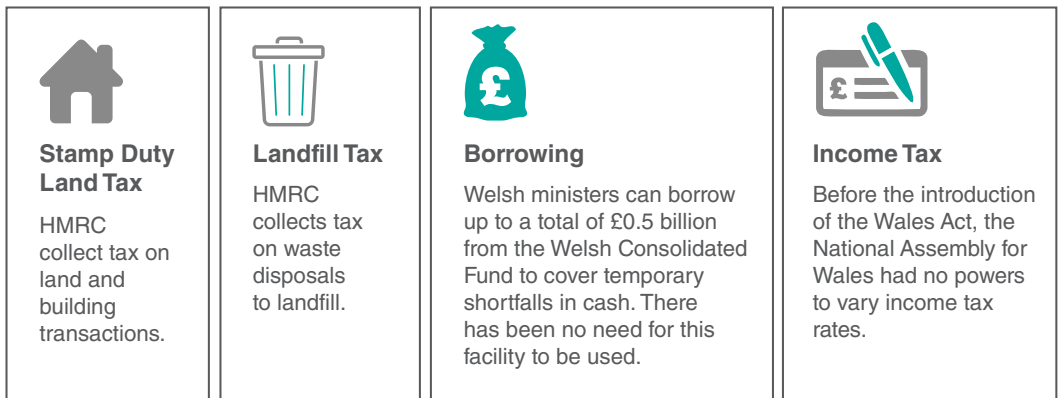 Stamp Duty
Land Tax
HMRC
collect tax on
land and
building
transactions.
Landfill Tax
HMRC
collects tax
on waste
disposals
to landfill.
£
Borrowing
Welsh ministers can borrow
up to a total of £0.5 billion
from the Welsh Consolidated
Fund to cover temporary
shortfalls in cash. There
has been no need for this
facility to be used.
£
Income Tax
Before the introduction
of the Wales Act, the
National Assembly for
Wales had no powers
to vary income tax
rates.